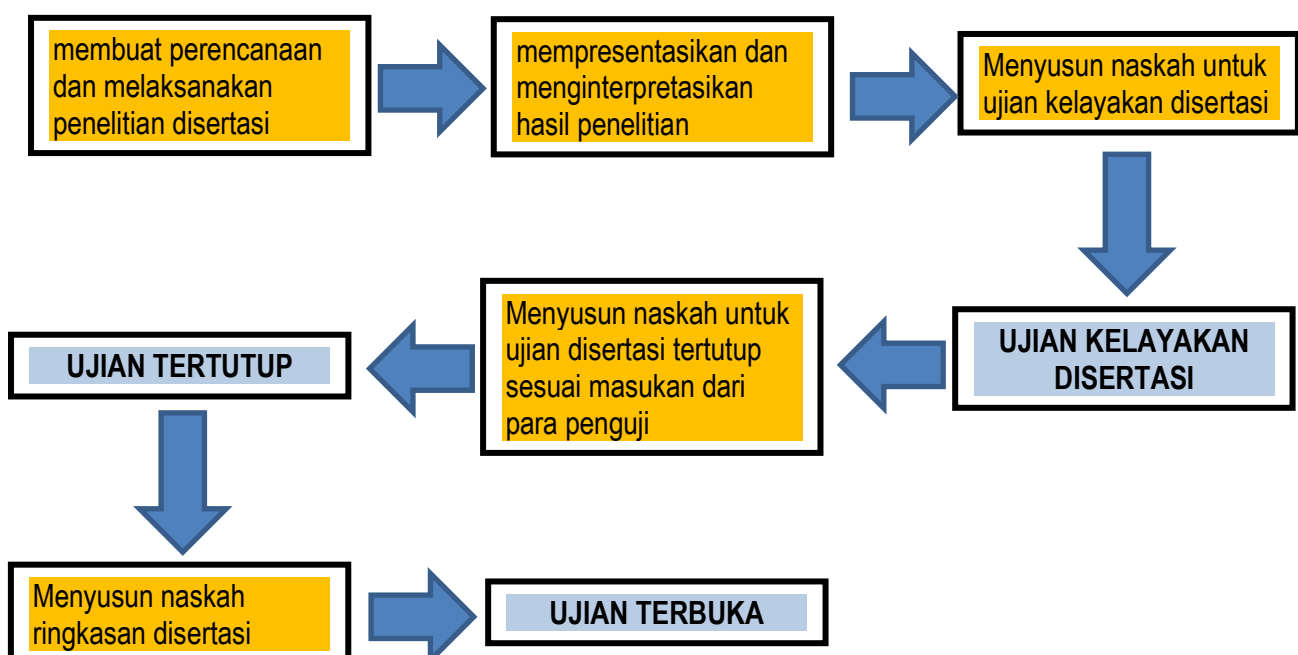 membuat perencanaan
dan melaksanakan
penelitian disertasi
mempresentasikan dan
menginterpretasikan
hasil penelitian
Menyusun naskah untuk
ujian kelayakan disertasi
UJIAN KELAYAKAN
DISERTASI
Menyusun naskah untuk
ujian disertasi tertutup
sesuai masukan dari
para penguji
UJIAN TERTUTUP
Menyusun naskah
ringkasan disertasi
UJIAN TERBUKA